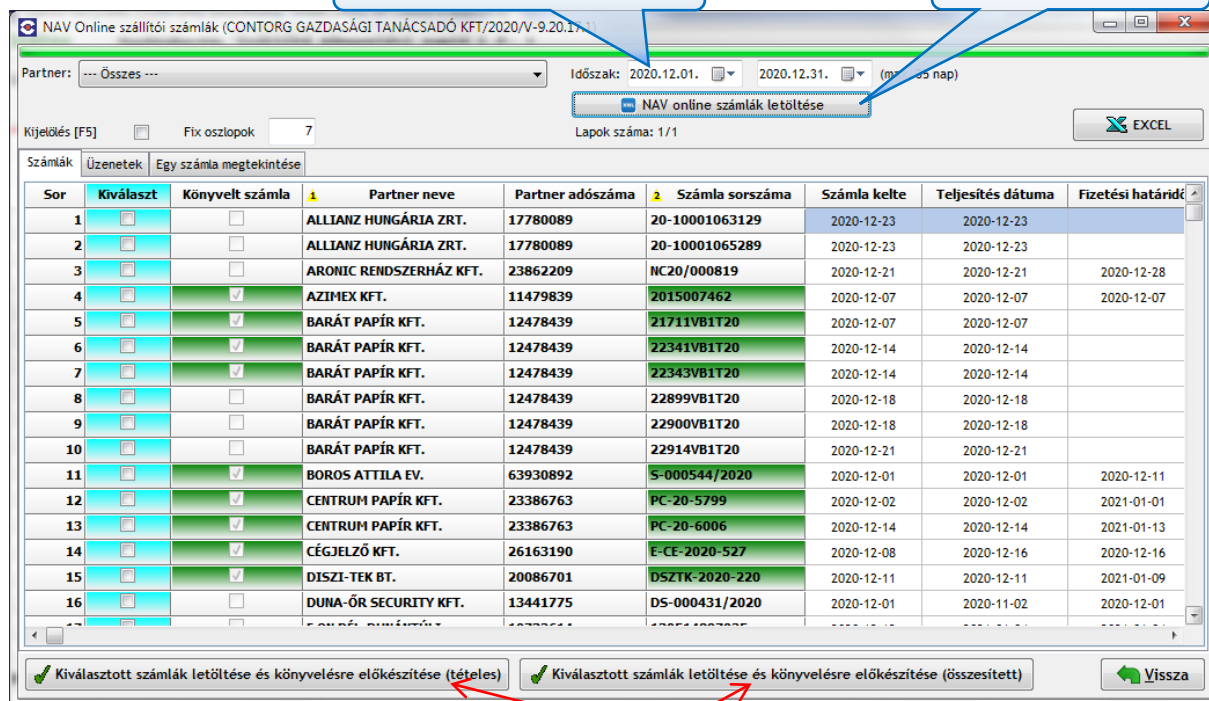 NAV Online szállítói számlák (CONTORG GAZDASÁGI TANÁCSADÓ KFT/2020/V-9.20.17.1)
Partner: --- Összes --- Időszak: 2020.12.01. 2020.12.31.
NAV online számlák letöltése
Kijelölés [F5] Fix oszlopok 7 Lapok száma: 1/1 EXCEL
Számlák Üzenetek Egy számla megtekintése
Sor Kiválaszt Könyvelt számla 1 Partner neve Partner adószáma 2 Számla sorszáma Számla kelte Teljesítés dátuma Fizetési határidő
1 ALLIANZ HUNGÁRIA ZRT. 17780089 20-10001063129 2020-12-23 2020-12-23
2 ALLIANZ HUNGÁRIA ZRT. 17780089 20-10001065289 2020-12-23 2020-12-23
3 ARONIC RENDSZERHÁZ KFT. 23862209 NC20/000819 2020-12-21 2020-12-21 2020-12-28
4 AZIMEX KFT. 11479839 2015007462 2020-12-07 2020-12-07 2020-12-07
5 BARÁT PAPÍR KFT. 12478439 21711VB1T20 2020-12-07 2020-12-07
6 BARÁT PAPÍR KFT. 12478439 22341VB1T20 2020-12-14 2020-12-14
7 BARÁT PAPÍR KFT. 12478439 22343VB1T20 2020-12-14 2020-12-14
8 BARÁT PAPÍR KFT. 12478439 22899VB1T20 2020-12-18 2020-12-18
9 BARÁT PAPÍR KFT. 12478439 22900VB1T20 2020-12-18 2020-12-18
10 BARÁT PAPÍR KFT. 12478439 22914VB1T20 2020-12-21 2020-12-21
11 BOROS ATTILA EV. 63930892 S-000544/2020 2020-12-01 2020-12-01 2020-12-11
12 CENTRUM PAPÍR KFT. 23386763 PC-20-5799 2020-12-02 2020-12-02 2021-01-01
13 CENTRUM PAPÍR KFT. 23386763 PC-20-6006 2020-12-14 2020-12-14 2021-01-13
14 CÉGJELZŐ KFT. 26163190 E-CE-2020-527 2020-12-08 2020-12-16 2020-12-16
15 DISZI-TEK BT. 20086701 DSZTK-2020-220 2020-12-11 2020-12-11 2021-01-09
16 DUNA-ŐR SECURITY KFT. 13441775 DS-000431/2020 2020-12-01 2020-11-02 2020-12-01
Kiválasztott számlák letöltése és könyvelésre előkészítése (tételes) Kiválasztott számlák letöltése és könyvelésre előkészítése (összesített) Vissza